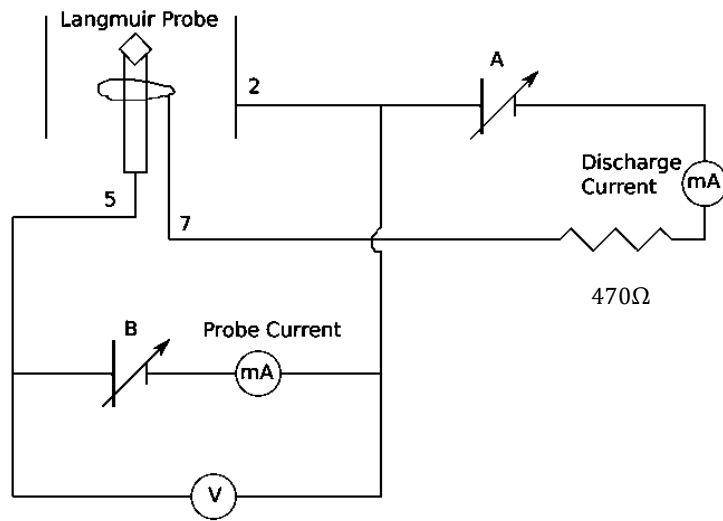 Langmuir Probe
A
2
Discharge
Current
mA
5
7
470Ω
B
Probe Current
mA
V